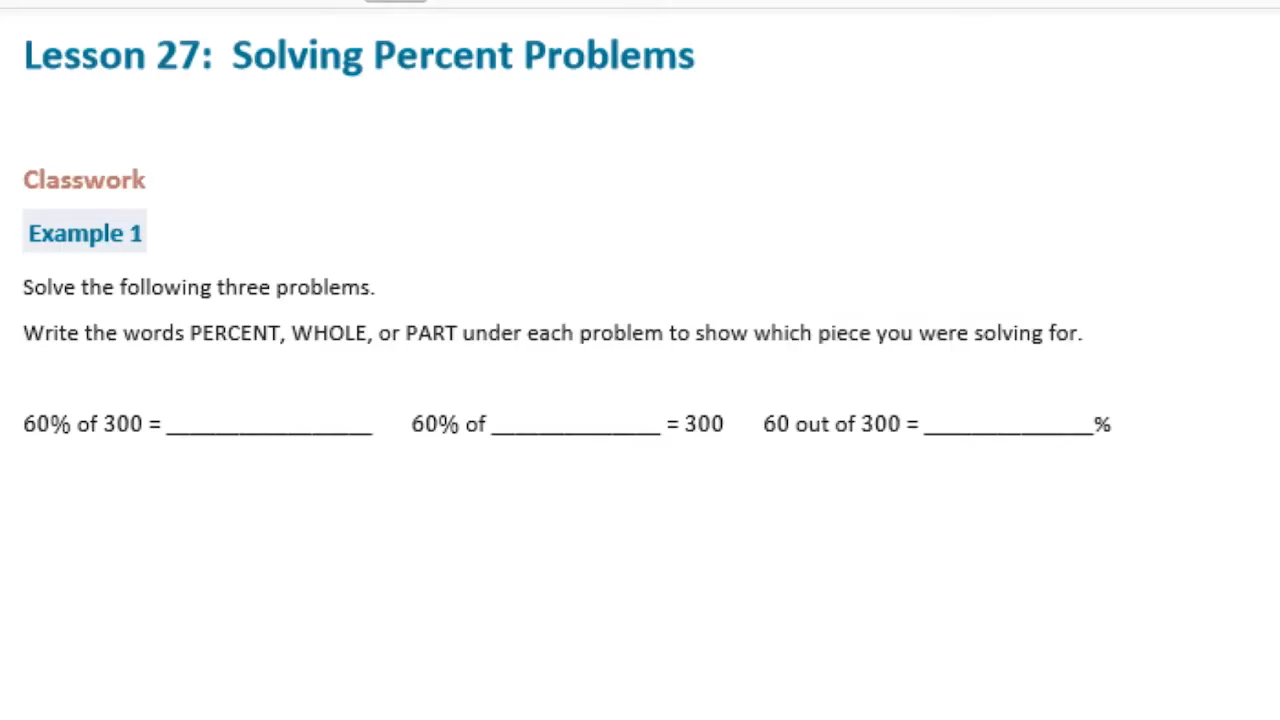 Lesson 27:  Solving Percent Problems
Classwork
Example 1
Solve the following three problems.
Write the words PERCENT, WHOLE, or PART under each problem to show which piece you were solving for.
60% of 300 = _________________ 60% of ______________ = 300 60 out of 300 = ______________%